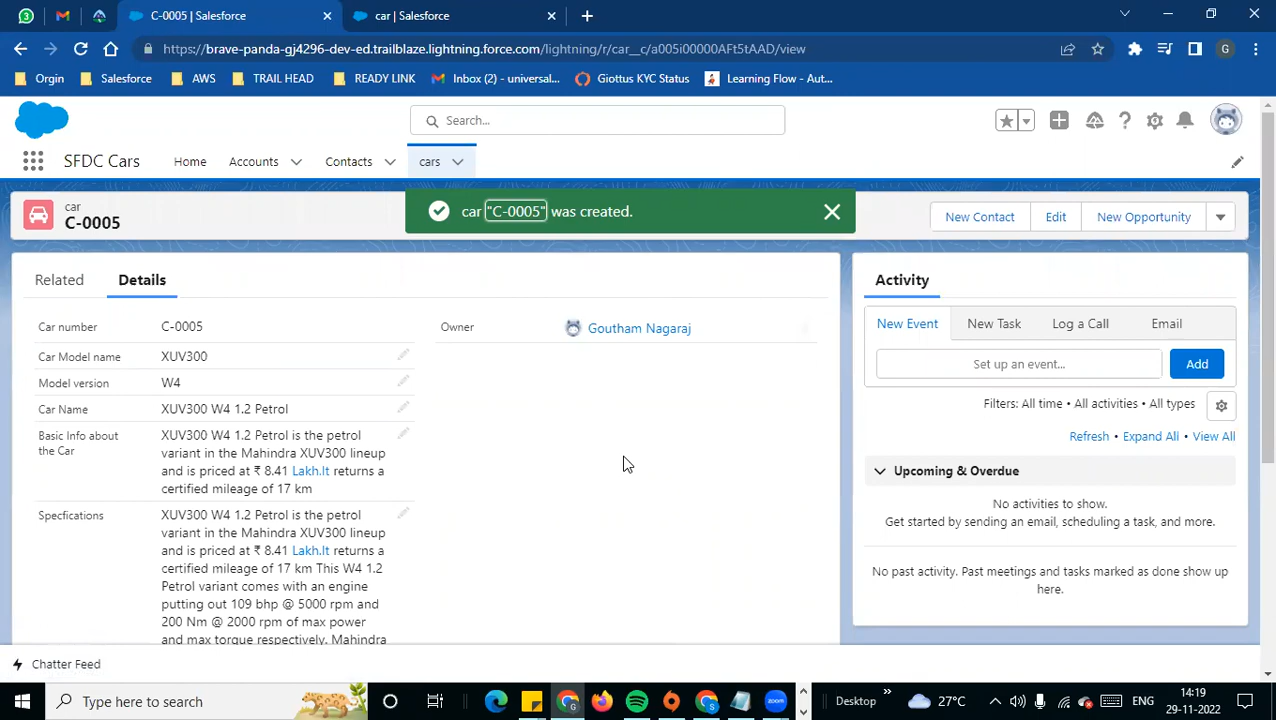 C-0005 | Salesforce
car | Salesforce
https://brave-panda-gj4296-dev-ed.trailblaze.lightning.force.com/lightning/r/car__c/a005i00000AFt5tAAD/view
G
Orgin
Salesforce
AWS
TRAIL HEAD
READY LINK
Inbox (2) - universal...
Giottus KYC Status
Learning Flow - Aut...
Search...
SFDC Cars
Home
Accounts
Contacts
cars
car
C-0005
car "C-0005" was created.
New Contact
Edit
New Opportunity
Related
Details
Car number
C-0005
Car Model name
XUV300
Model version
W4
Car Name
XUV300 W4 1.2 Petrol
Basic Info about
the Car
XUV300 W4 1.2 Petrol is the petrol
variant in the Mahindra XUV300 lineup
and is priced at ₹ 8.41 Lakh.It returns a
certified mileage of 17 km
Specfications
XUV300 W4 1.2 Petrol is the petrol
variant in the Mahindra XUV300 lineup
and is priced at ₹ 8.41 Lakh.It returns a
certified mileage of 17 km This W4 1.2
Petrol variant comes with an engine
putting out 109 bhp @ 5000 rpm and
200 Nm @ 2000 rpm of max power
and max torque respectively. Mahindra
Owner
Goutham Nagaraj
Activity
New Event
New Task
Log a Call
Email
Set up an event...
Add
Filters: All time • All activities • All types
Refresh • Expand All • View All
Upcoming & Overdue
No activities to show.
Get started by sending an email, scheduling a task, and more.
No past activity. Past meetings and tasks marked as done show up
here.
Chatter Feed
Type here to search
Desktop
27°C
ENG
14:19
29-11-2022